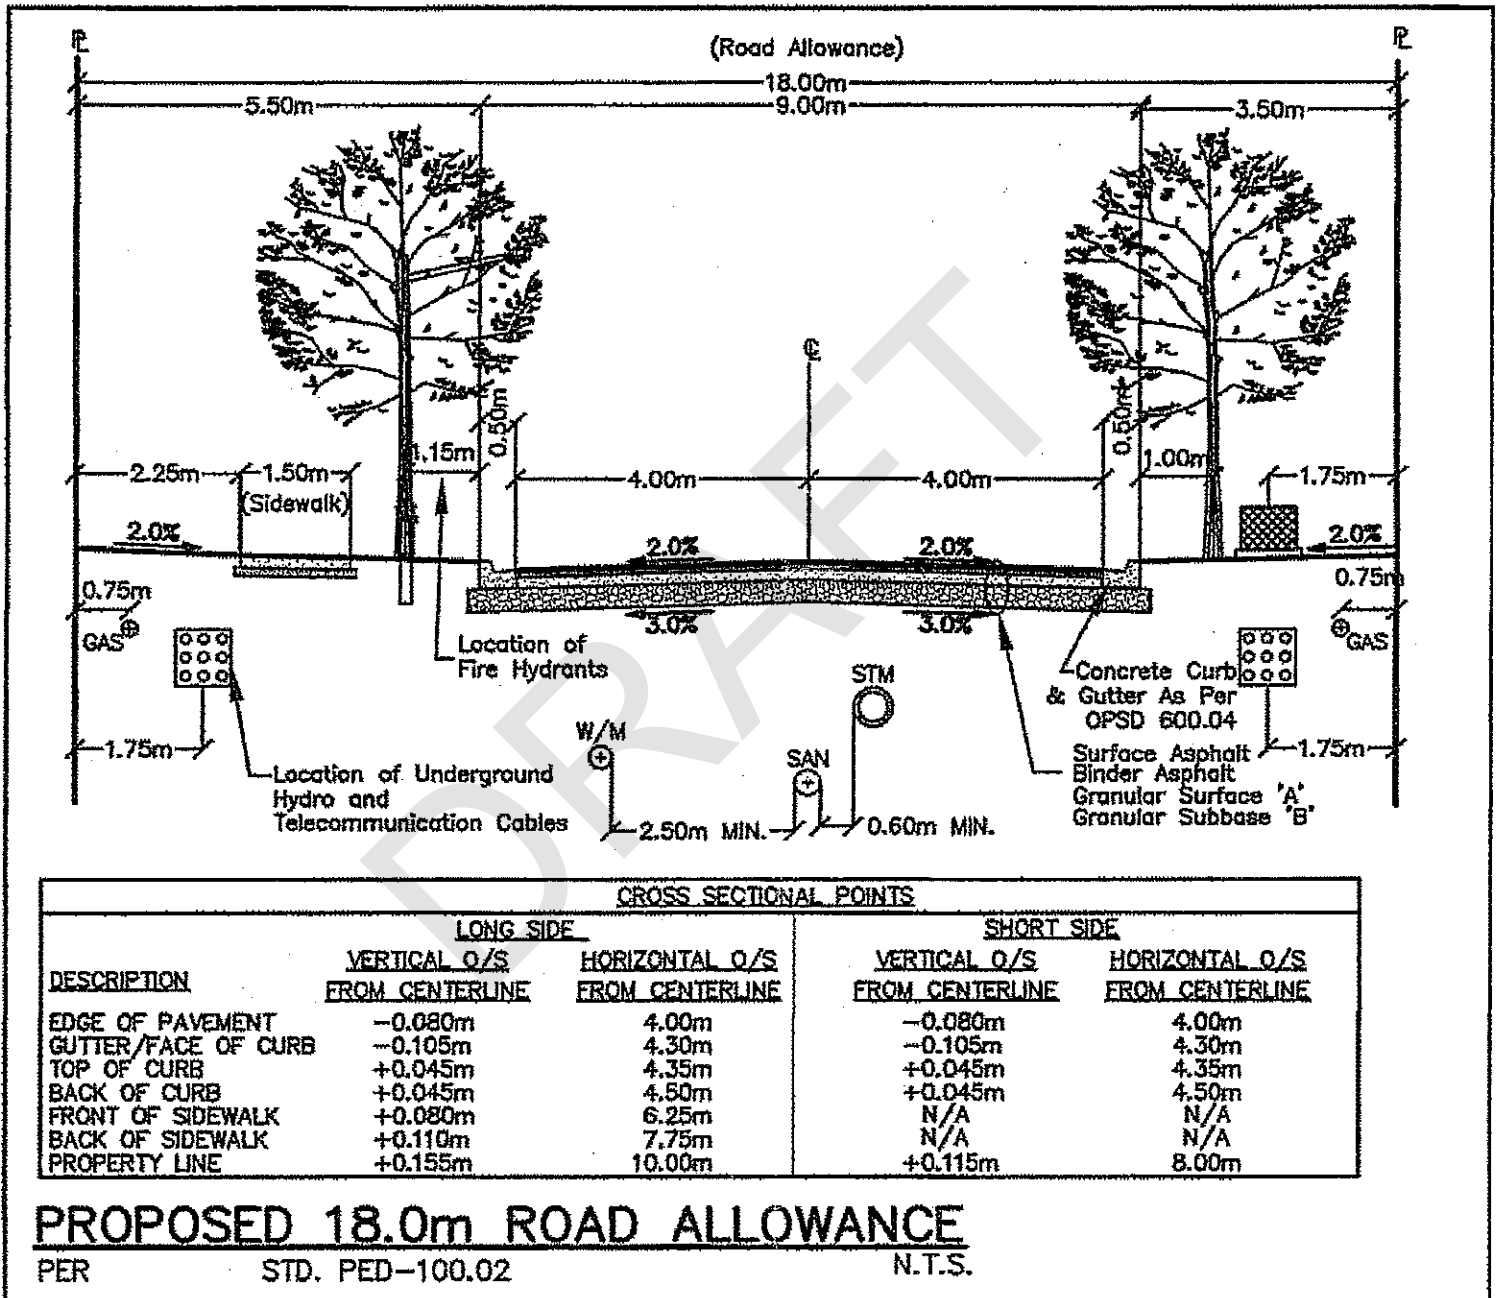 PL
PL
(Road Allowance)
18.00m
5.50m
9.00m
3.50m
CL
0.50m
0.50m
1.15m
1.00m
2.25m
1.50m
4.00m
4.00m
1.75m
(Sidewalk)
2.0%
2.0%
2.0%
2.0%
0.75m
0.75m
3.0%
3.0%
GAS
GAS
Location of
Fire Hydrants
STM
Concrete Curb
& Gutter As Per
OPSD 600.04
W/M
SAN
1.75m
1.75m
Location of Underground
Hydro and
Telecommunication Cables
Surface Asphalt
Binder Asphalt
Granular Surface 'A'
Granular Subbase 'B'
2.50m MIN.
0.60m MIN.
DRAFT
CROSS SECTIONAL POINTS
LONG SIDE SHORT SIDE
VERTICAL O/S HORIZONTAL O/S VERTICAL O/S HORIZONTAL O/S
DESCRIPTION FROM CENTERLINE FROM CENTERLINE FROM CENTERLINE FROM CENTERLINE
EDGE OF PAVEMENT -0.080m 4.00m -0.080m 4.00m
GUTTER/FACE OF CURB -0.105m 4.30m -0.105m 4.30m
TOP OF CURB +0.045m 4.35m +0.045m 4.35m
BACK OF CURB +0.045m 4.50m +0.045m 4.50m
FRONT OF SIDEWALK +0.080m 6.25m N/A N/A
BACK OF SIDEWALK +0.110m 7.75m N/A N/A
PROPERTY LINE +0.155m 10.00m +0.115m 8.00m
PROPOSED 18.0m ROAD ALLOWANCE
PER STD. PED-100.02 N.T.S.